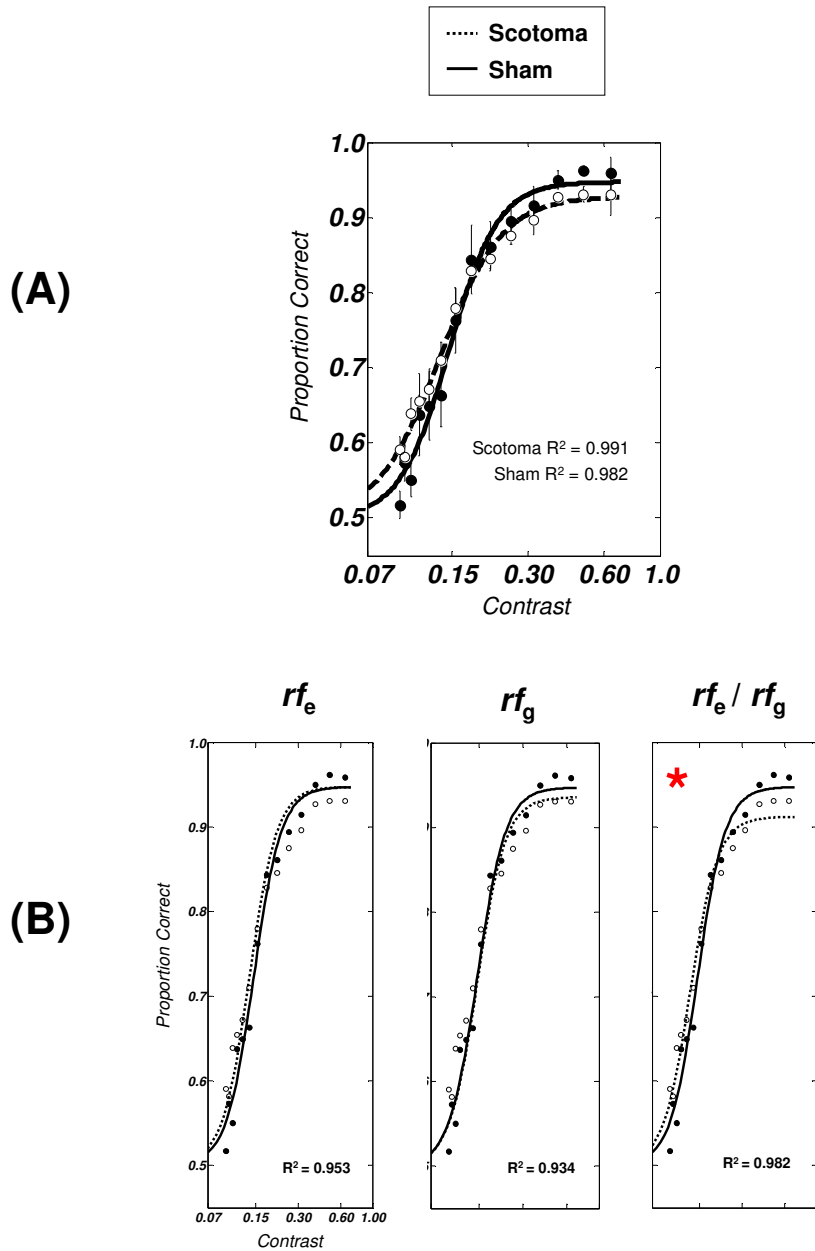 Scotoma
Sham
(A)
Proportion Correct
1.0
0.9
0.8
0.7
0.6
0.5
Scotoma R² = 0.991
Sham R² = 0.982
0.07 0.15 0.30 0.60 1.0
Contrast
(B)
rfe rfg rfe / rfg
Proportion Correct
1.0
0.9
0.8
0.7
0.6
0.5
*
R² = 0.953 R² = 0.934 R² = 0.982
0.07 0.15 0.30 0.60 1.00
Contrast